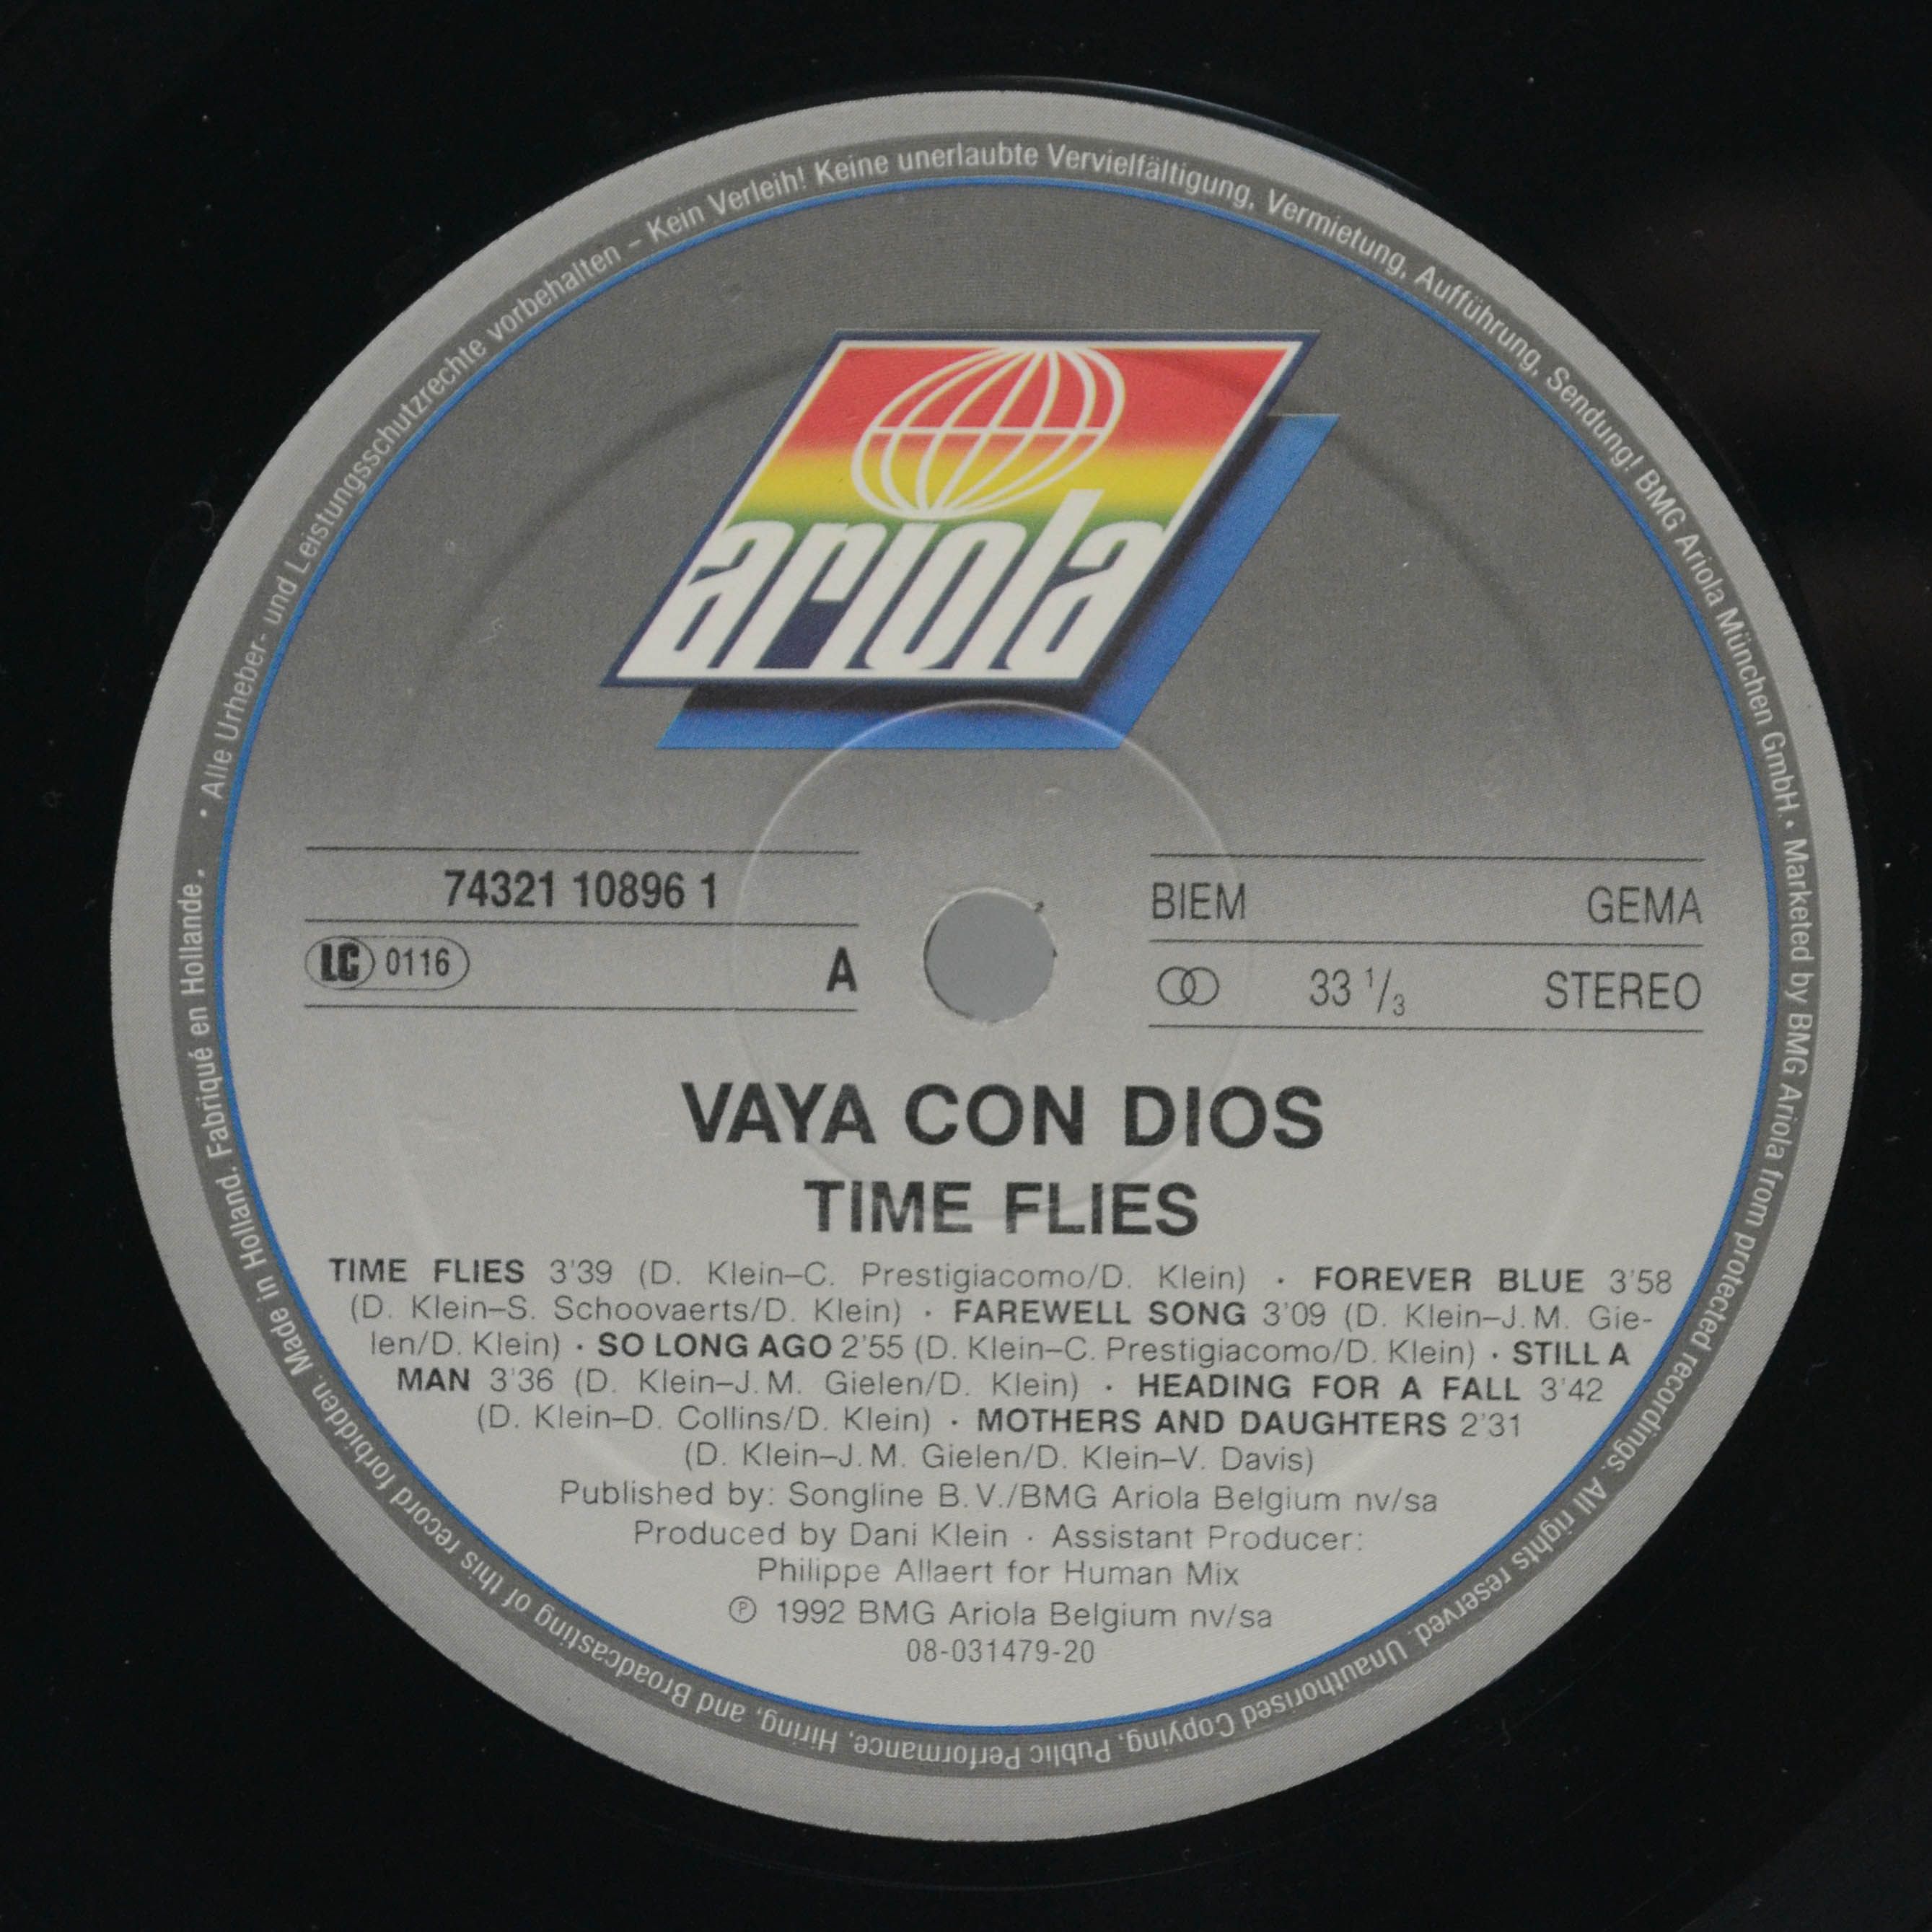 • Alle Urheber- und Leistungsschutzrechte vorbehalten – Kein Verleih! Keine unerlaubte Vervielfältigung, Vermietung, Aufführung, Sendung! BMG Ariola München GmbH. • Marketed by BMG Ariola from protected recordings. All rights reserved. Unauthorised Copying, Public Performance, Hiring, and Broadcasting of this record forbidden. Made in Holland. Fabriqué en Hollande.
ariola
74321 10896 1
LC 0116 A
BIEM GEMA
33 1/3 STEREO
VAYA CON DIOS
TIME FLIES
TIME FLIES 3'39 (D. Klein–C. Prestigiacomo/D. Klein) · FOREVER BLUE 3'58
(D. Klein–S. Schoovaerts/D. Klein) · FAREWELL SONG 3'09 (D. Klein–J.M. Gie-
len/D. Klein) · SO LONG AGO 2'55 (D. Klein–C. Prestigiacomo/D. Klein) · STILL A
MAN 3'36 (D. Klein–J.M. Gielen/D. Klein) · HEADING FOR A FALL 3'42
(D. Klein–D. Collins/D. Klein) · MOTHERS AND DAUGHTERS 2'31
(D. Klein–J.M. Gielen/D. Klein–V. Davis)
Published by: Songline B.V./BMG Ariola Belgium nv/sa
Produced by Dani Klein · Assistant Producer:
Philippe Allaert for Human Mix
℗ 1992 BMG Ariola Belgium nv/sa
08-031479-20